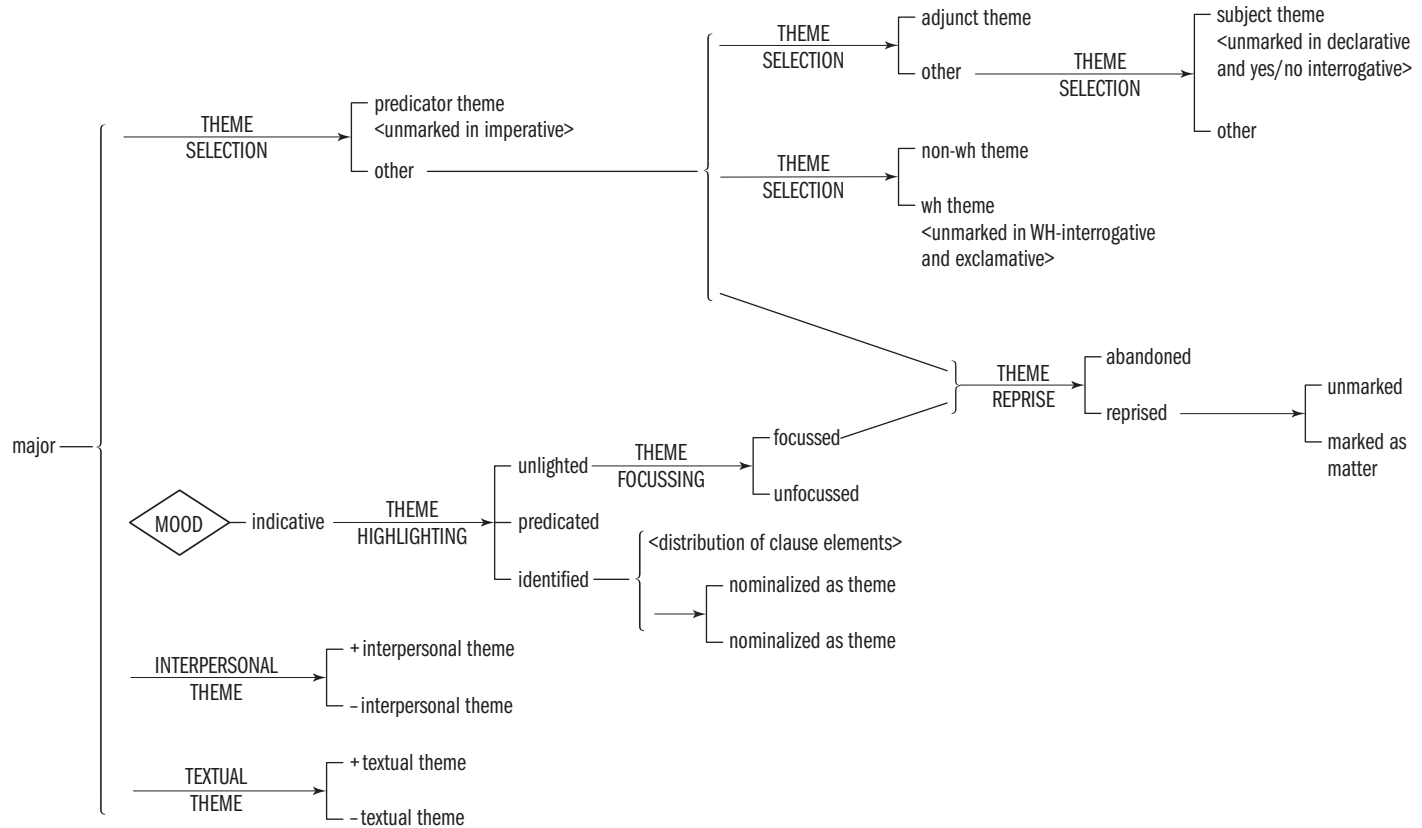 major
THEME
SELECTION
predicator theme
<unmarked in imperative>
other
THEME
SELECTION
adjunct theme
other
THEME
SELECTION
subject theme
<unmarked in declarative
and yes/no interrogative>
other
THEME
SELECTION
non-wh theme
wh theme
<unmarked in WH-interrogative
and exclamative>
THEME
REPRISE
abandoned
reprised
unmarked
marked as
matter
MOOD
indicative
THEME
HIGHLIGHTING
unlighted
THEME
FOCUSSING
focussed
unfocussed
predicated
identified
<distribution of clause elements>
nominalized as theme
nominalized as theme
INTERPERSONAL
THEME
+ interpersonal theme
– interpersonal theme
TEXTUAL
THEME
+ textual theme
– textual theme